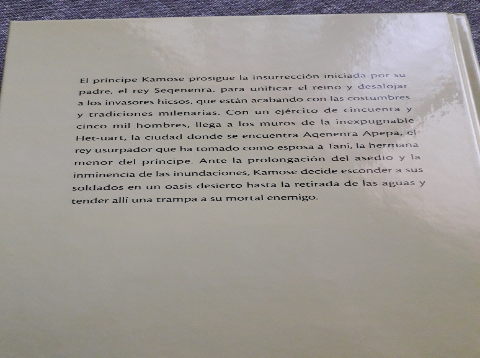 El príncipe Kamose prosigue la insurrección iniciada por su
padre, el rey Seqenenra, para unificar el reino y desalojar
a los invasores hicsos, que están acabando con las costumbres
y tradiciones milenarias. Con un ejército de cincuenta y
cinco mil hombres, llega a los muros de la inexpugnable
Het-uart, la ciudad donde se encuentra Aqenenra Apepa, el
rey usurpador que ha tomado como esposa a Tani, la hermana
menor del príncipe. Ante la prolongación del asedio y la
inminencia de las inundaciones, Kamose decide esconder a sus
soldados en un oasis desierto hasta la retirada de las aguas y
tender allí una trampa a su mortal enemigo.